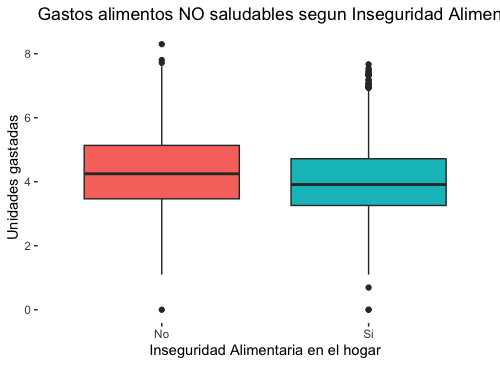 Gastos alimentos NO saludables segun Inseguridad Alimen
8
6
4
2
0
Unidades gastadas
No
Si
Inseguridad Alimentaria en el hogar